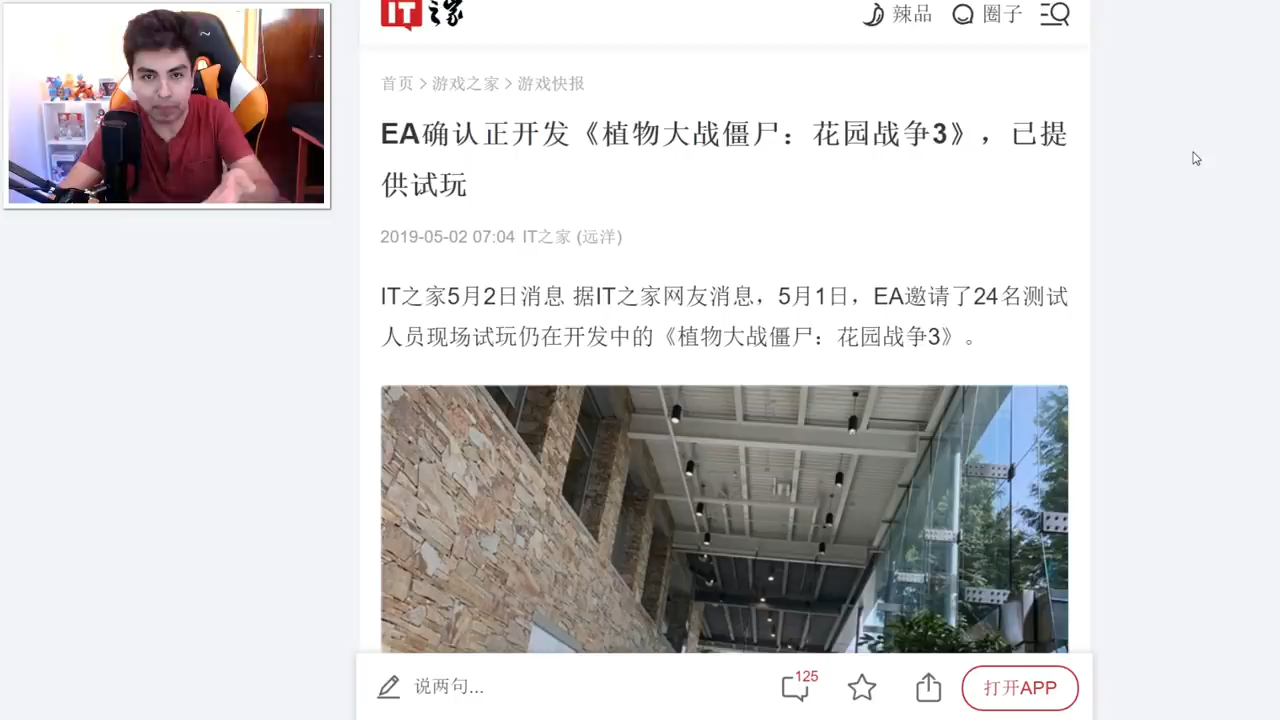 IT之家
辣品
圈子
首页 > 游戏之家 > 游戏快报
EA确认正开发《植物大战僵尸：花园战争3》，已提
供试玩
2019-05-02 07:04 IT之家 (远洋)
IT之家5月2日消息 据IT之家网友消息，5月1日，EA邀请了24名测试
人员现场试玩仍在开发中的《植物大战僵尸：花园战争3》。
说两句...
125
打开APP